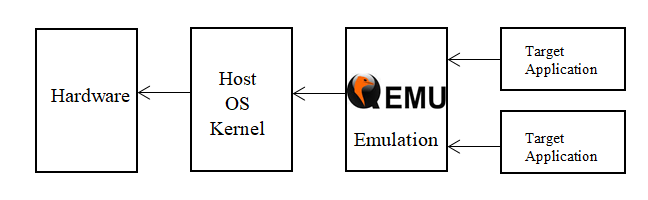 Hardware
Host
OS
Kernel
QEMU
Emulation
Target
Application
Target
Application